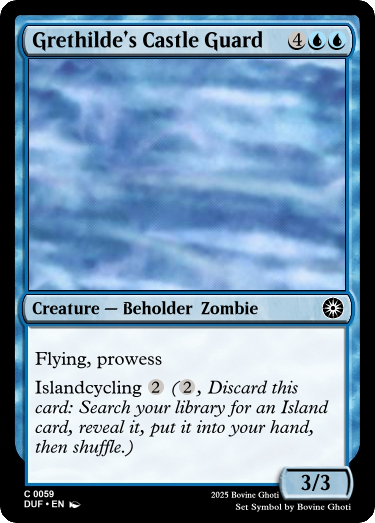 Grethilde's Castle Guard 4
Creature — Beholder Zombie
Flying, prowess
Islandcycling 2 (2, Discard this
card: Search your library for an Island
card, reveal it, put it into your hand,
then shuffle.)
3/3
C 0059
DUF • EN
2025 Bovine Ghoti
Set Symbol by Bovine Ghoti